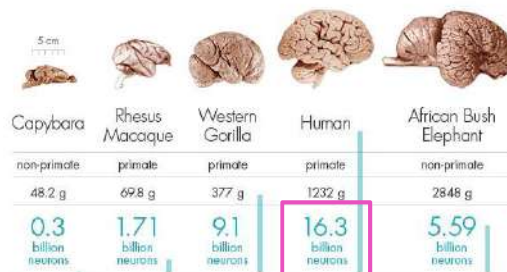 5 cm
Capybara
Rhesus Macaque
Western Gorilla
Human
African Bush Elephant
non-primate primate primate primate non-primate
48.2 g 69.8 g 377 g 1232 g 2848 g
0.3 1.71 9.1 16.3 5.59
billion billion billion billion billion
neurons neurons neurons neurons neurons